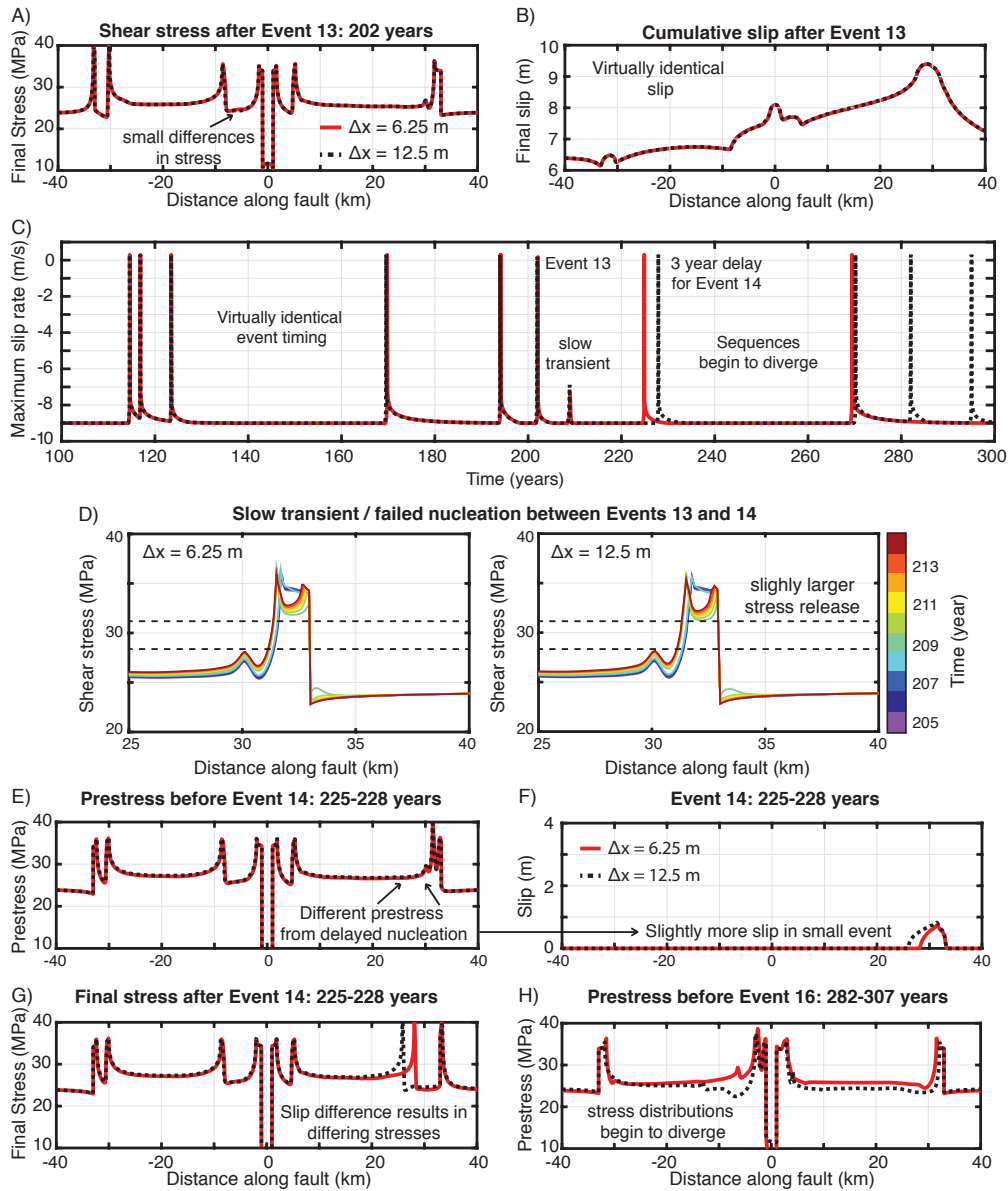 A)
Shear stress after Event 13: 202 years
Final Stress (MPa)
40
30
20
10
small differences
in stress
Δx = 6.25 m
Δx = 12.5 m
-40
-20
0
20
40
Distance along fault (km)
B)
Cumulative slip after Event 13
Final slip (m)
10
9
8
7
6
Virtually identical
slip
-40
-20
0
20
40
Distance along fault (km)
C)
Maximum slip rate (m/s)
0
-2
-4
-6
-8
-10
Virtually identical
event timing
Event 13
slow
transient
3 year delay
for Event 14
Sequences
begin to diverge
100
120
140
160
180
200
220
240
260
280
300
Time (years)
D)
Slow transient / failed nucleation between Events 13 and 14
Shear stress (MPa)
40
30
20
Δx = 6.25 m
25
30
35
40
Distance along fault (km)
Shear stress (MPa)
40
30
20
Δx = 12.5 m
slighly larger
stress release
25
30
35
40
Distance along fault (km)
213
211
209
207
205
Time (year)
E)
Prestress before Event 14: 225-228 years
Prestress (MPa)
40
30
20
10
Different prestress
from delayed nucleation
-40
-20
0
20
40
F)
Event 14: 225-228 years
Slip (m)
4
2
0
Δx = 6.25 m
Δx = 12.5 m
Slightly more slip in small event
-40
-20
0
20
40
G)
Final stress after Event 14: 225-228 years
Final Stress (MPa)
40
30
20
10
Slip difference results in
differing stresses
-40
-20
0
20
40
Distance along fault (km)
H)
Prestress before Event 16: 282-307 years
Prestress (MPa)
40
30
20
10
stress distributions
begin to diverge
-40
-20
0
20
40
Distance along fault (km)